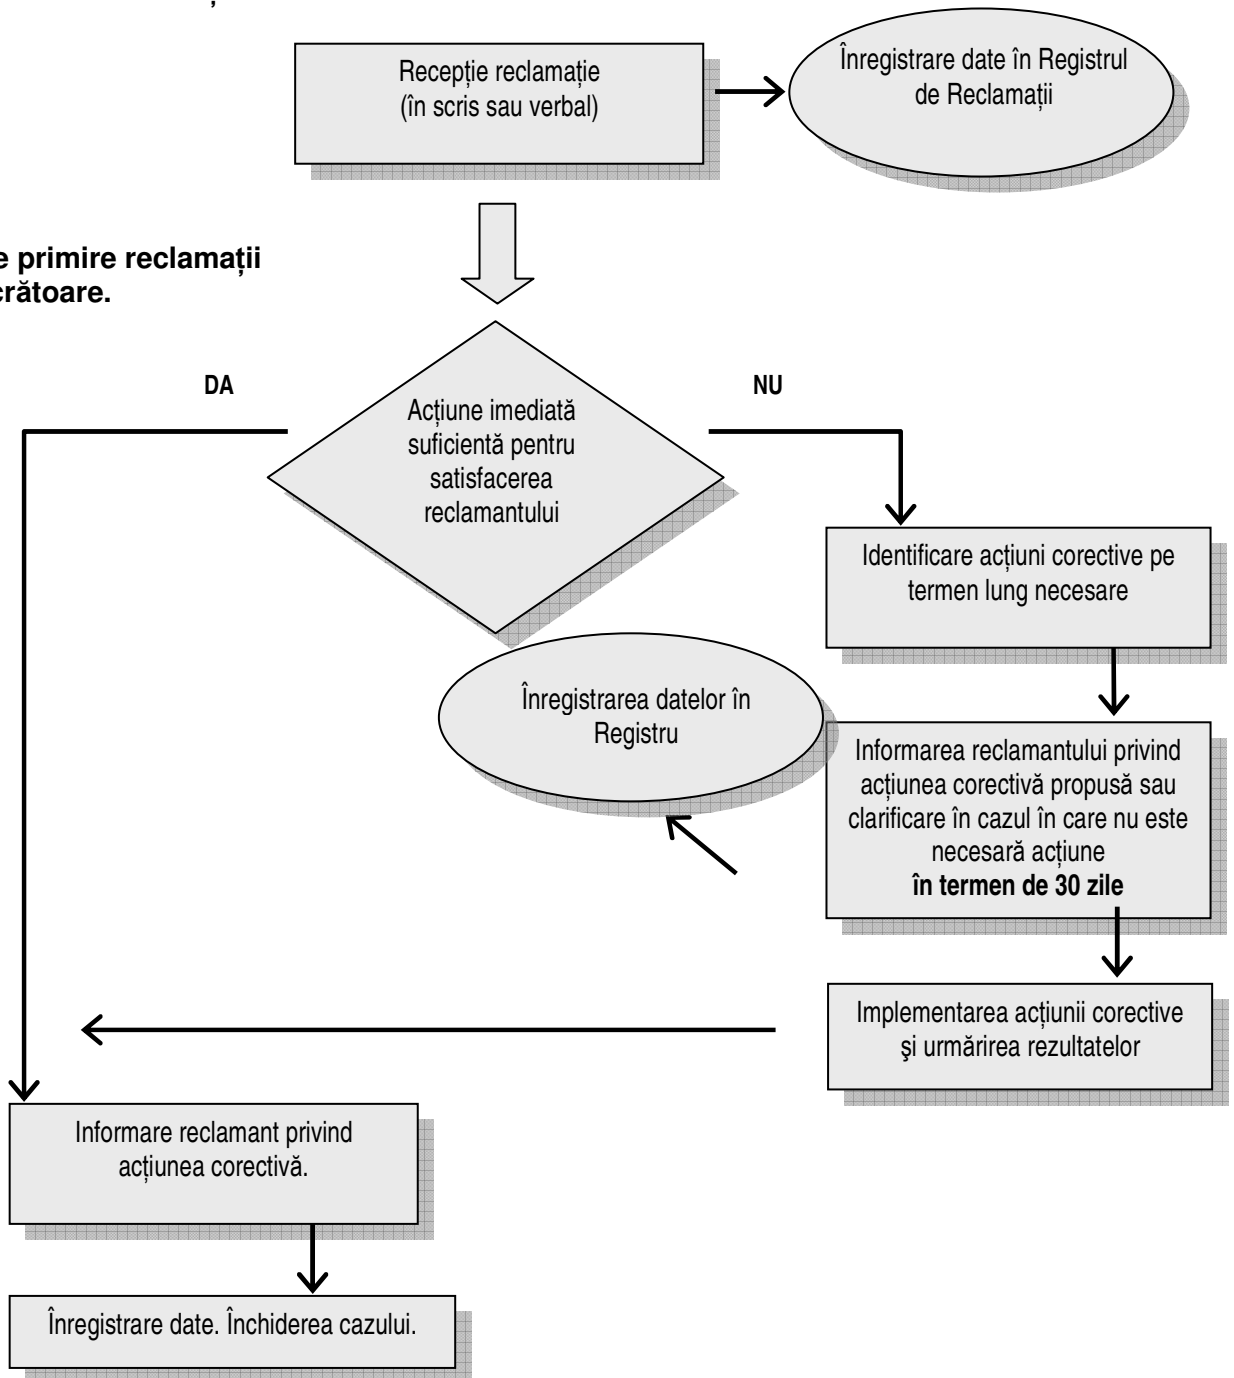 Recepție reclamație
(în scris sau verbal)
Înregistrare date în Registrul
de Reclamații
primire reclamații
DA
NU
Acțiune imediată
suficientă pentru
satisfacerea
reclamantului
Identificare acțiuni corective pe
termen lung necesare
Înregistrarea datelor în
Registru
Informarea reclamantului privind
acțiunea corectivă propusă sau
clarificare în cazul în care nu este
necesară acțiune
în termen de 30 zile
Implementarea acțiunii corective
şi urmărirea rezultatelor
Informare reclamant privind
acțiunea corectivă.
Înregistrare date. Închiderea cazului.